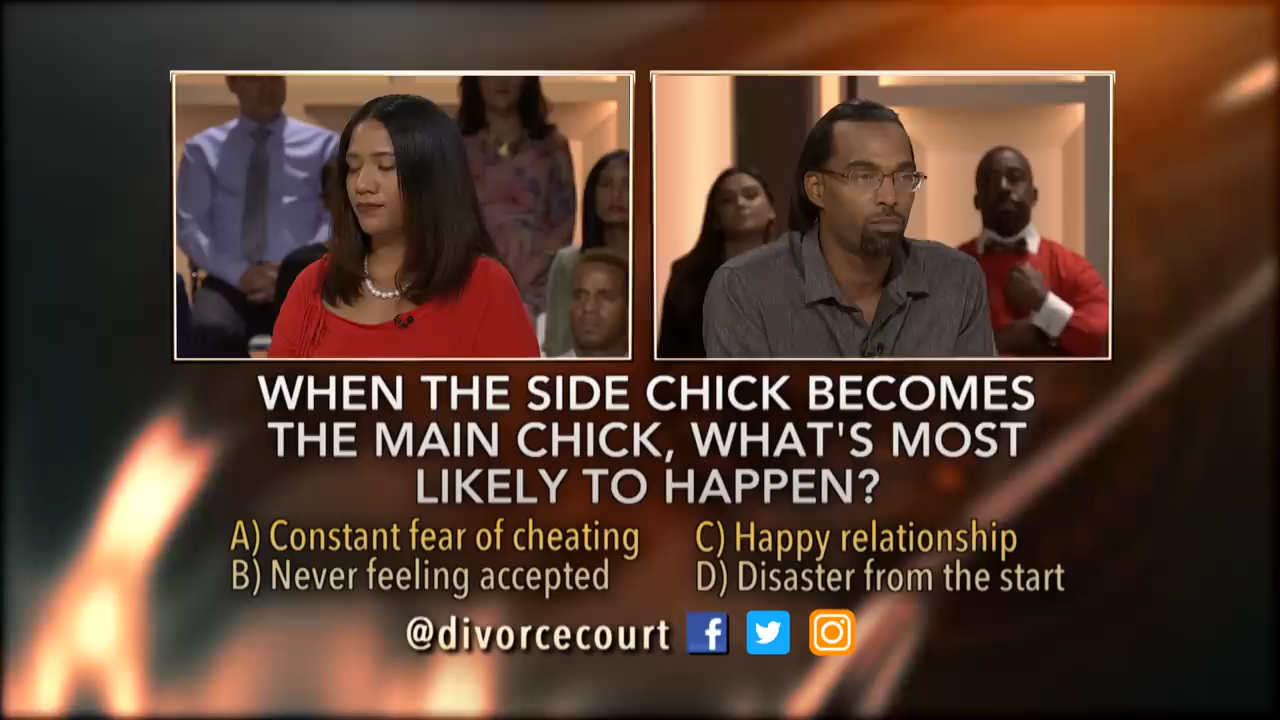 WHEN THE SIDE CHICK BECOMES
THE MAIN CHICK, WHAT'S MOST
LIKELY TO HAPPEN?
A) Constant fear of cheating
B) Never feeling accepted
C) Happy relationship
D) Disaster from the start
@divorcecourt